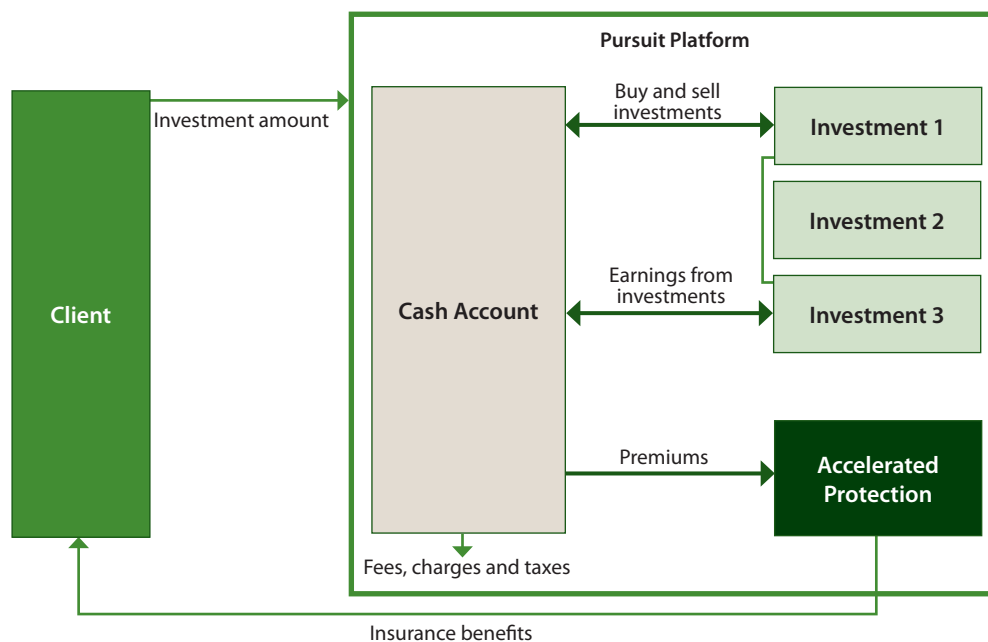 Pursuit Platform
Investment amount
Buy and sell
investments
Investment 1
Investment 2
Client
Cash Account
Earnings from
investments
Investment 3
Premiums
Accelerated
Protection
Fees, charges and taxes
Insurance benefits